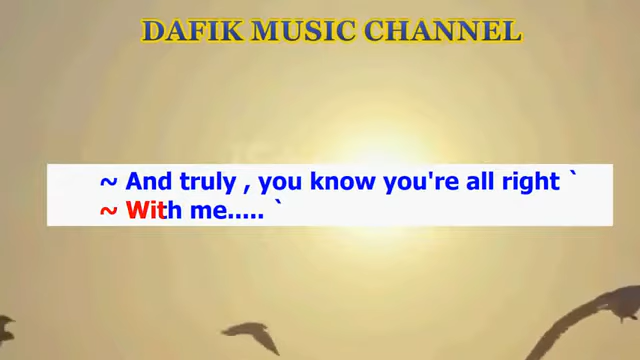 DAFIK MUSIC CHANNEL
~ And truly , you know you're all right `
~ With me..... `